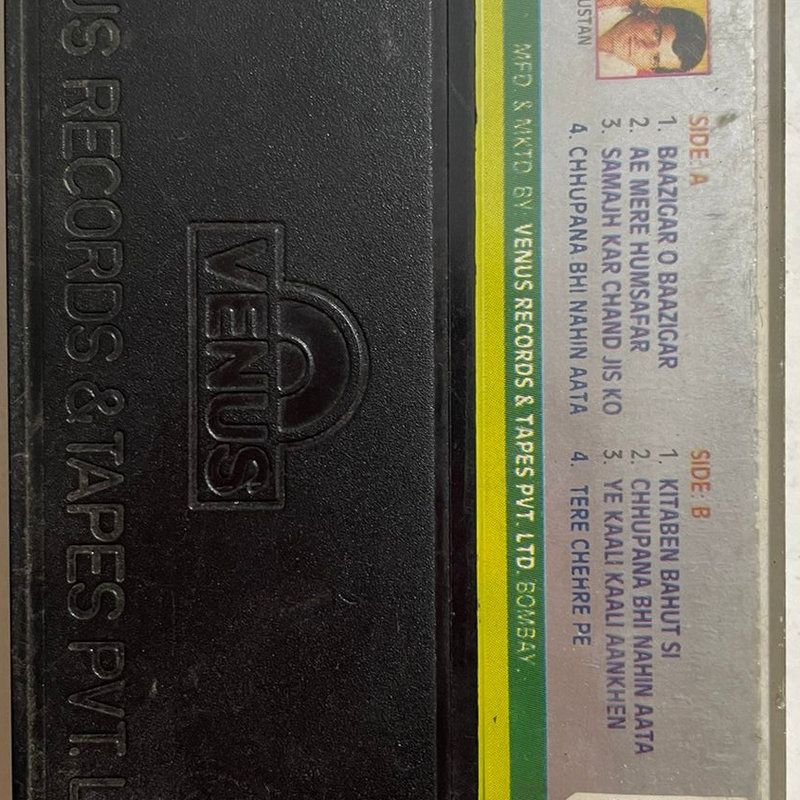 USTAN
SIDE: A
1. BAAZIGAR O BAAZIGAR
2. AE MERE HUMSAFAR
3. SAMAJH KAR CHAND JIS KO
4. CHHUPANA BHI NAHIN AATA
SIDE: B
1. KITABEN BAHUT SI
2. CHHUPANA BHI NAHIN AATA
3. YE KAALI KAALI AANKHEN
4. TERE CHEHRE PE
MFD. & MKTD BY VENUS RECORDS & TAPES PVT. LTD. BOMBAY.
VENUS
US RECORDS & TAPES PVT. L